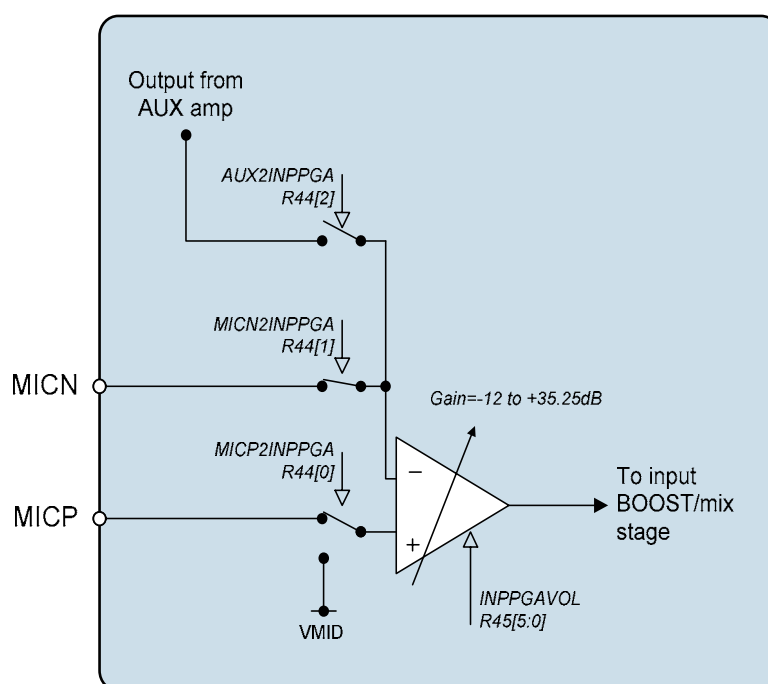 Output from
AUX amp
AUX2INPPGA
R44[2]
MICN2INPPGA
R44[1]
MICN
Gain=-12 to +35.25dB
MICP2INPPGA
R44[0]
MICP
−
+
To input
BOOST/mix
stage
VMID
INPPGAVOL
R45[5:0]